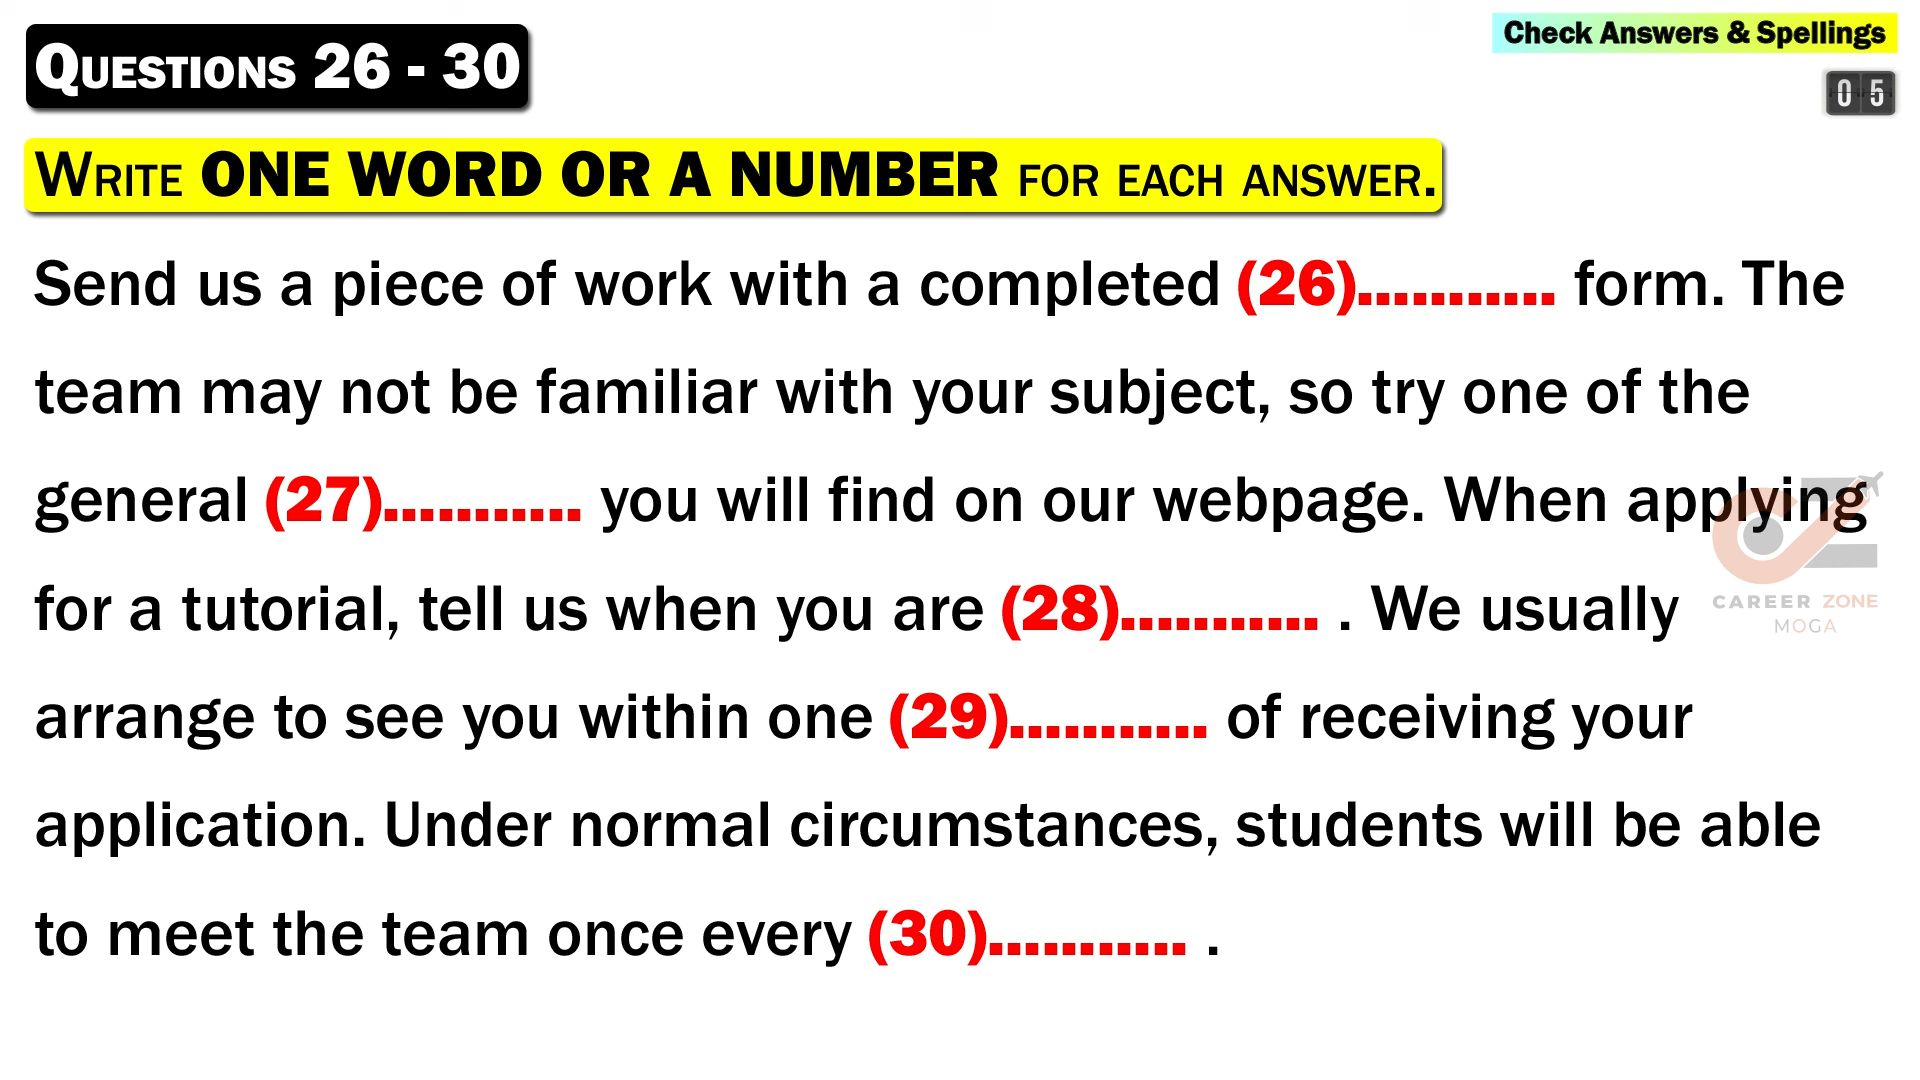 QUESTIONS 26 - 30
Check Answers & Spellings
05
WRITE ONE WORD OR A NUMBER FOR EACH ANSWER.
Send us a piece of work with a completed (26)........... form. The
team may not be familiar with your subject, so try one of the
general (27)........... you will find on our webpage. When applying
for a tutorial, tell us when you are (28)........... . We usually
CAREER ZONE
MOGA
arrange to see you within one (29)........... of receiving your
application. Under normal circumstances, students will be able
to meet the team once every (30)........... .